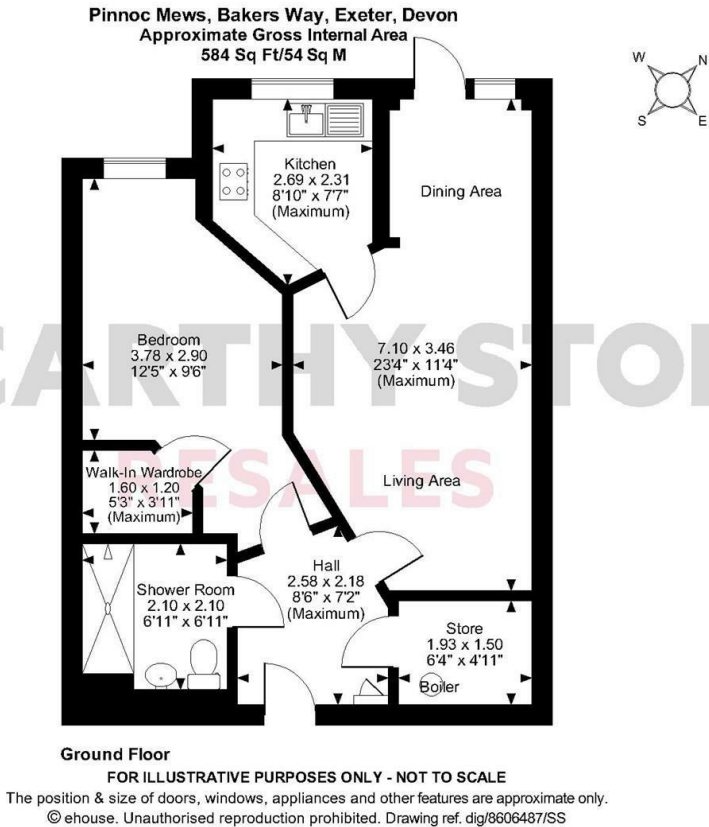 Pinnoc Mews, Bakers Way, Exeter, Devon
Approximate Gross Internal Area
584 Sq Ft/54 Sq M
W
N
S
E
Kitchen
2.69 x 2.31
8'10" x 7'7"
(Maximum)
Dining Area
Bedroom
3.78 x 2.90
12'5" x 9'6"
7.10 x 3.46
23'4" x 11'4"
(Maximum)
CARTHY STO
RESALES
Walk-In Wardrobe
1.60 x 1.20
5'3" x 3'11"
(Maximum)
Living Area
Hall
2.58 x 2.18
8'6" x 7'2"
(Maximum)
Shower Room
2.10 x 2.10
6'11" x 6'11"
Store
1.93 x 1.50
6'4" x 4'11"
Boiler
Ground Floor
FOR ILLUSTRATIVE PURPOSES ONLY - NOT TO SCALE
The position & size of doors, windows, appliances and other features are approximate only.
© ehouse. Unauthorised reproduction prohibited. Drawing ref. dig/8606487/SS